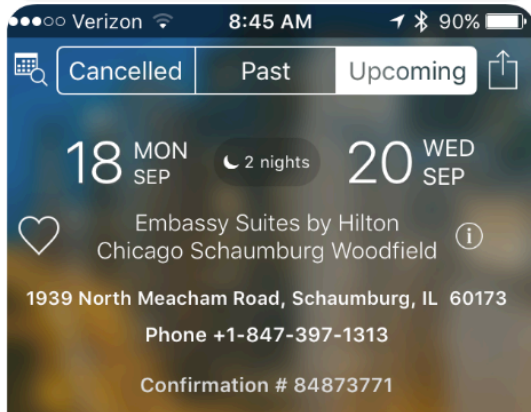 Verizon 8:45 AM 90%
Cancelled Past Upcoming
18 MON SEP 2 nights 20 WED SEP
Embassy Suites by Hilton
Chicago Schaumburg Woodfield
1939 North Meacham Road, Schaumburg, IL 60173
Phone +1-847-397-1313
Confirmation # 84873771